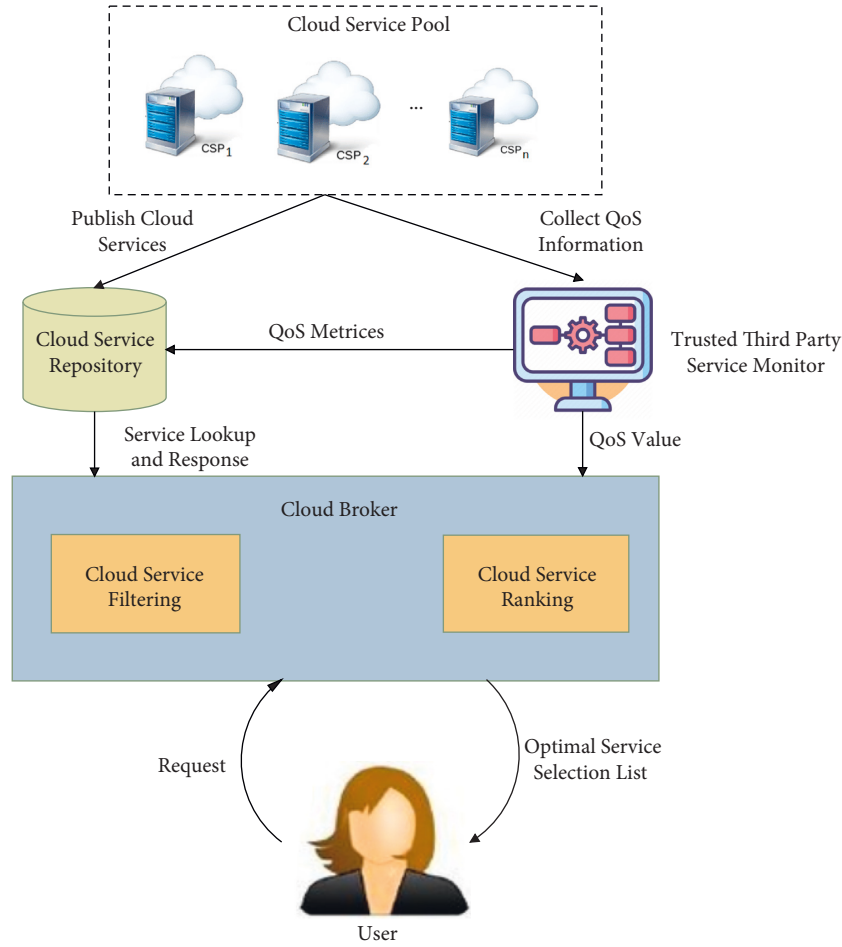 Cloud Service Pool
CSP1
CSP2
...
CSPn
Publish Cloud
Services
Collect QoS
Information
Cloud Service
Repository
QoS Metrices
Trusted Third Party
Service Monitor
Service Lookup
and Response
QoS Value
Cloud Broker
Cloud Service
Filtering
Cloud Service
Ranking
Request
Optimal Service
Selection List
User